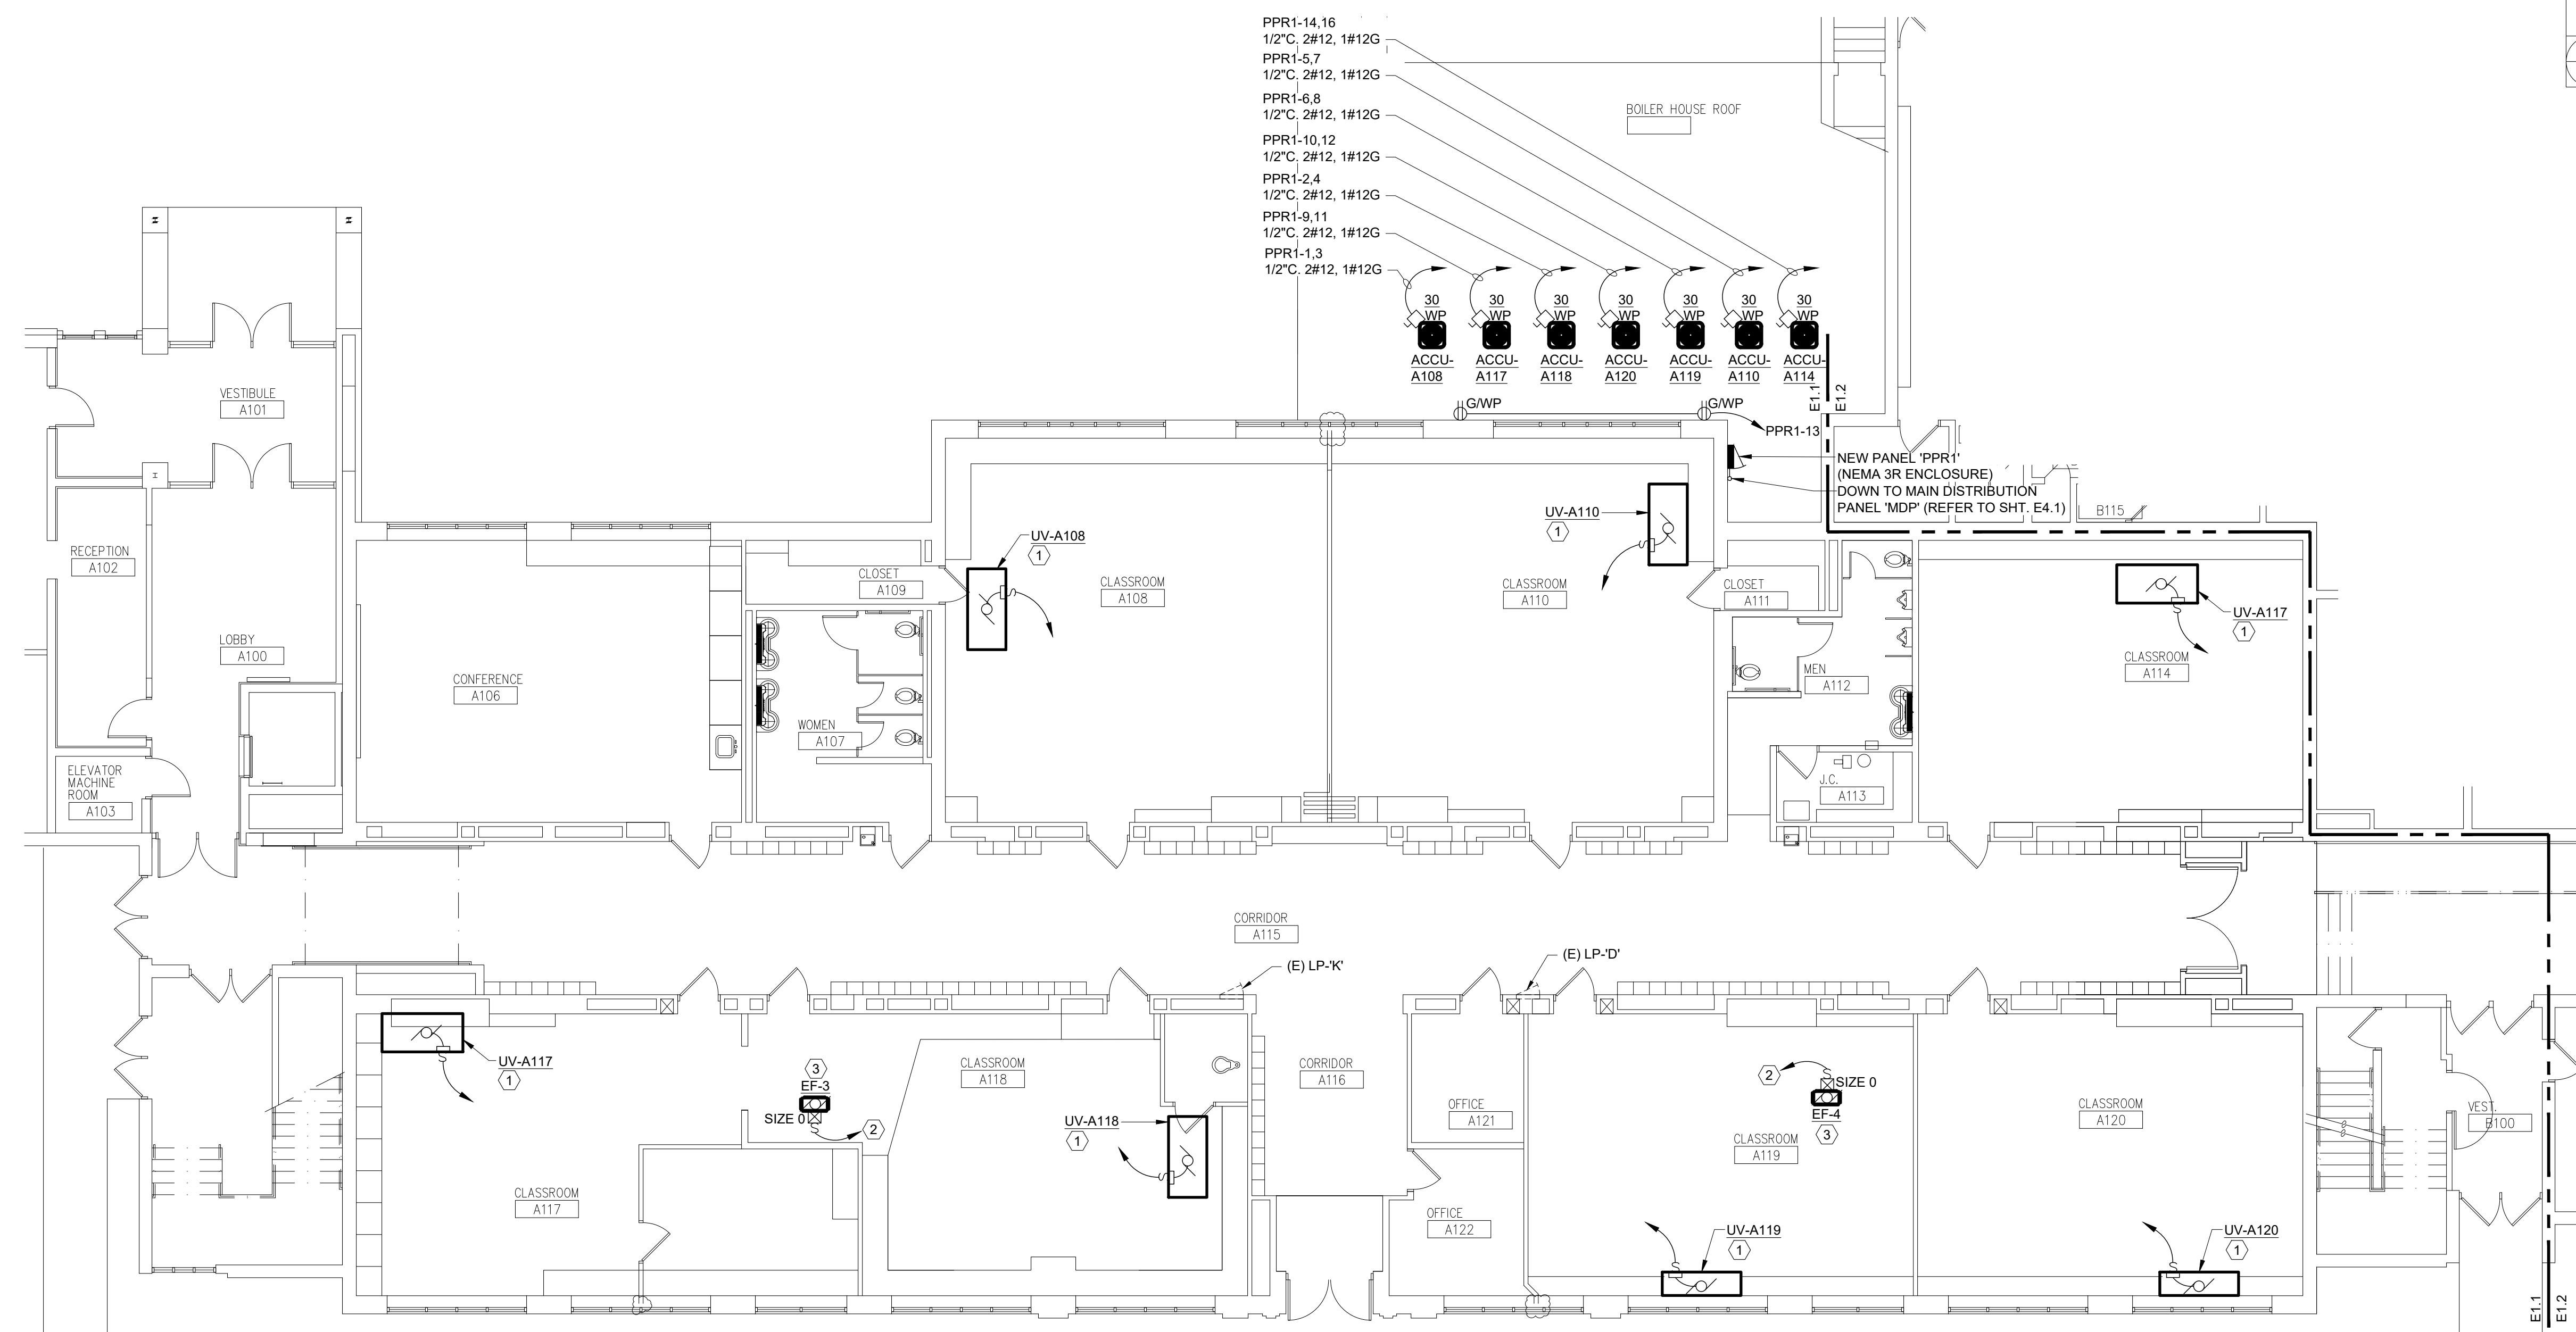 PPR1-14,16
1/2"C. 2#12, 1#12G
PPR1-5,7
1/2"C. 2#12, 1#12G
PPR1-6,8
1/2"C. 2#12, 1#12G
PPR1-10,12
1/2"C. 2#12, 1#12G
PPR1-2,4
1/2"C. 2#12, 1#12G
PPR1-9,11
1/2"C. 2#12, 1#12G
PPR1-1,3
1/2"C. 2#12, 1#12G
BOILER HOUSE ROOF
30 30 30 30 30 30 30
WP WP WP WP WP WP WP
ACCU- ACCU- ACCU- ACCU- ACCU- ACCU- ACCU-
A108 A117 A118 A120 A119 A110 A114
E1.1
E1.2
G/WP
G/WP
PPR1-13
NEW PANEL 'PPR1'
(NEMA 3R ENCLOSURE)
DOWN TO MAIN DISTRIBUTION
PANEL 'MDP' (REFER TO SHT. E4.1)
B115
VESTIBULE
A101
RECEPTION
A102
LOBBY
A100
ELEVATOR
MACHINE
ROOM
A103
CONFERENCE
A106
CLOSET
A109
WOMEN
A107
UV-A108
1
CLASSROOM
A108
UV-A110
1
CLASSROOM
A110
CLOSET
A111
MEN
A112
J.C.
A113
UV-A117
1
CLASSROOM
A114
CORRIDOR
A115
(E) LP-'K'
(E) LP-'D'
UV-A117
1
CLASSROOM
A117
3
EF-3
SIZE 0
2
CLASSROOM
A118
UV-A118
1
CORRIDOR
A116
OFFICE
A121
OFFICE
A122
2
SIZE 0
EF-4
3
CLASSROOM
A119
UV-A119
1
CLASSROOM
A120
UV-A120
1
VEST.
B100
E1.1
E1.2